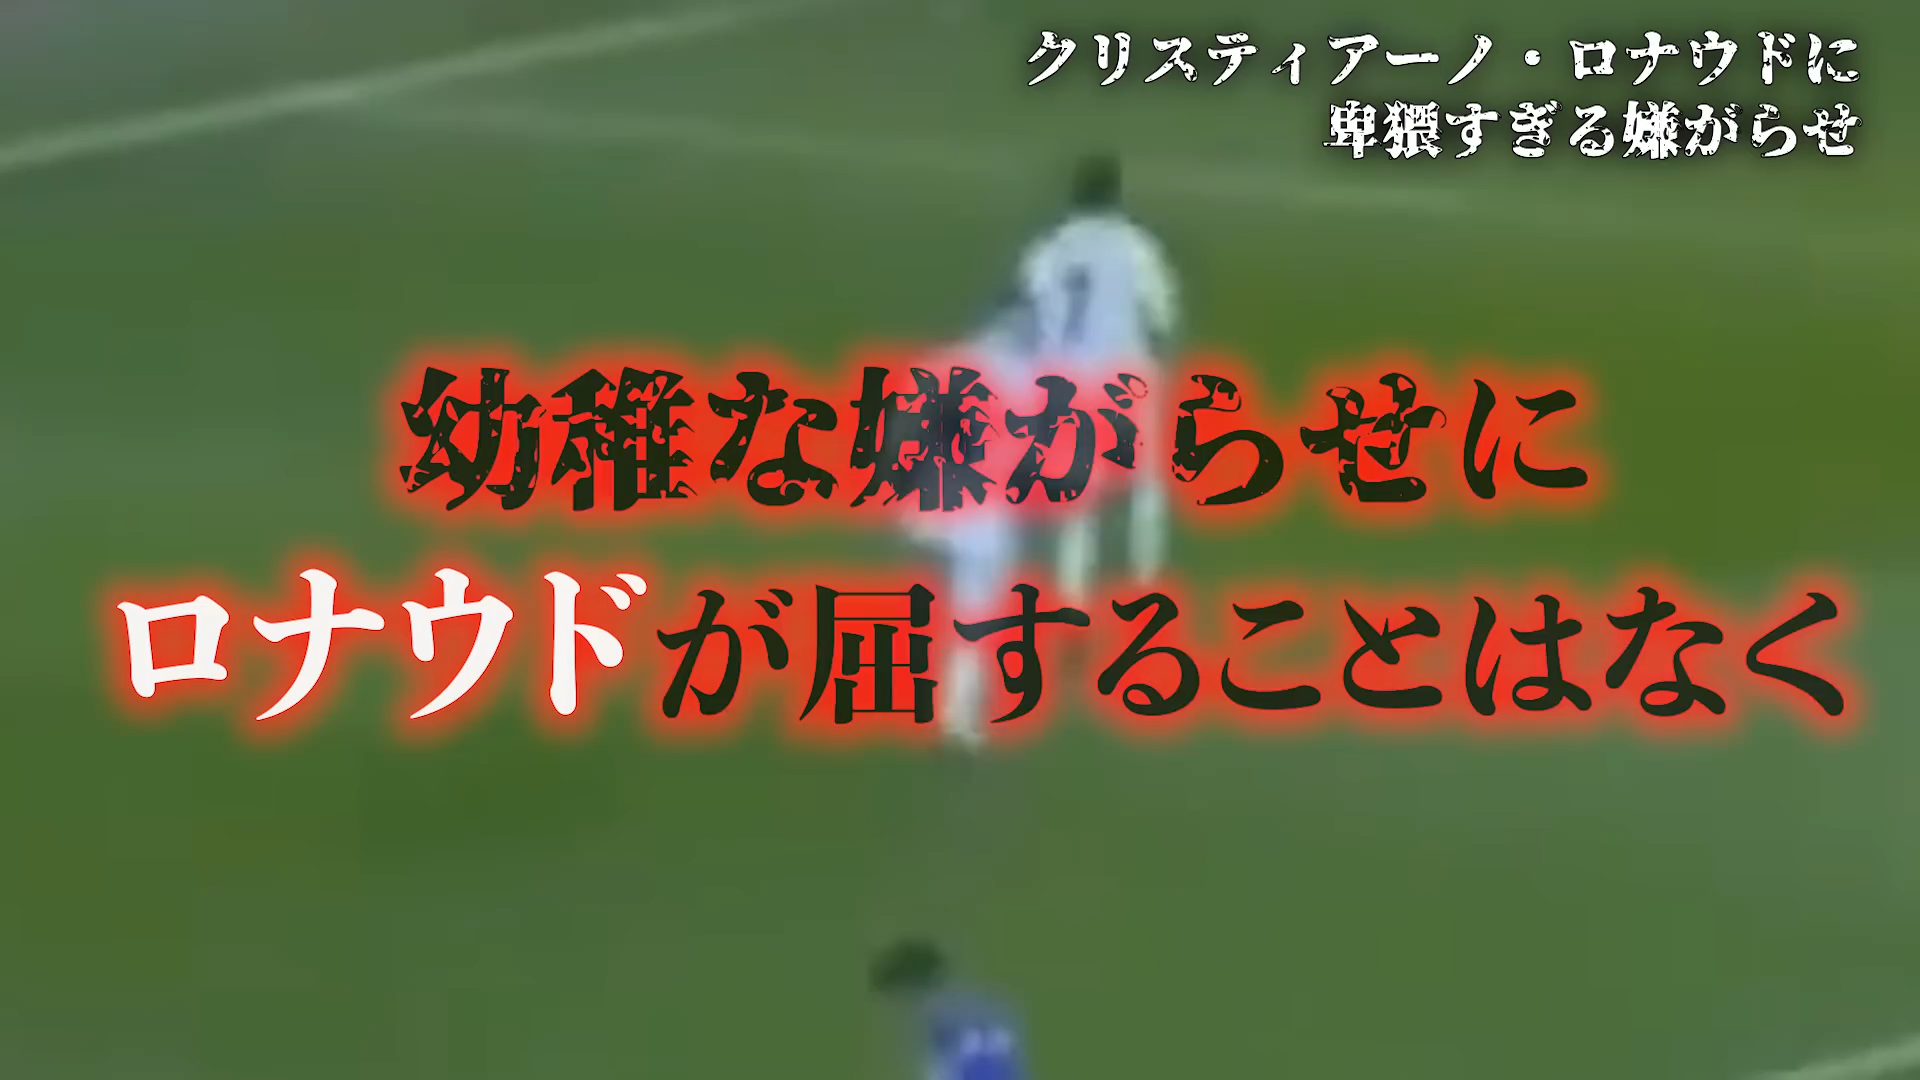 クリスティアーノ・ロナウドに
卑猥すぎる嫌がらせ
幼稚な嫌がらせに
ロナウドが屈することはなく